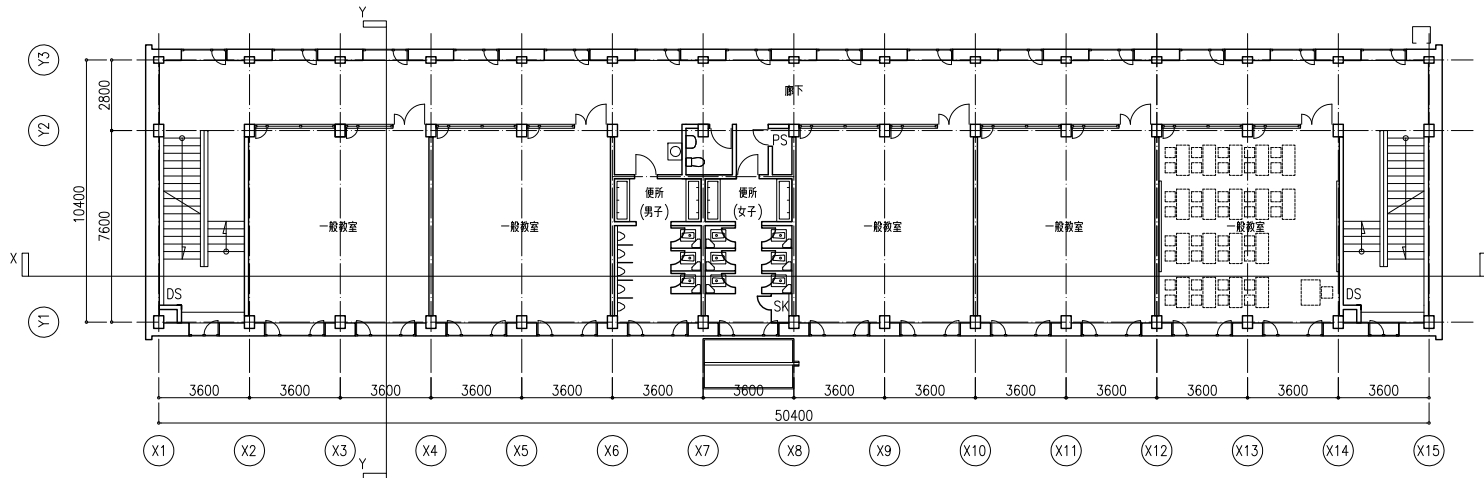 Y
Y3
2800
廊下
Y2
PS
10400
7600
便所
(男子)
便所
(女子)
一般教室
一般教室
一般教室
一般教室
一般教室
X
DS
SK
DS
Y1
3600 3600 3600 3600 3600 3600 3600 3600 3600 3600 3600 3600 3600 3600
50400
X1 X2 X3 X4 X5 X6 X7 X8 X9 X10 X11 X12 X13 X14 X15
Y